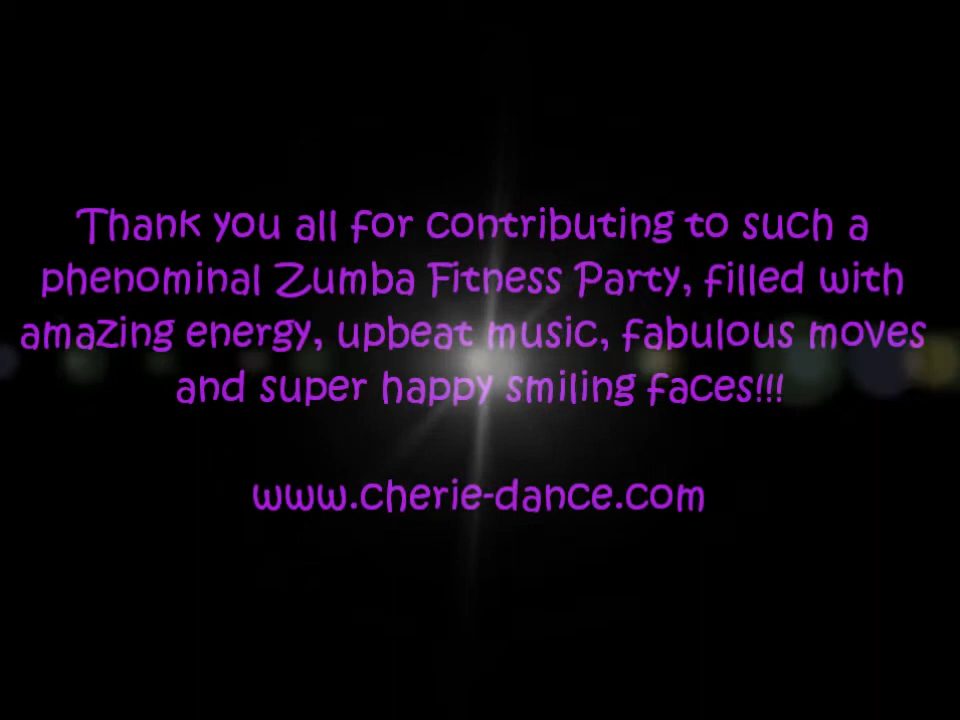 Thank you all for contributing to such a
phenominal Zumba Fitness Party, filled with
amazing energy, upbeat music, fabulous moves
and super happy smiling faces!!!
www.cherie-dance.com